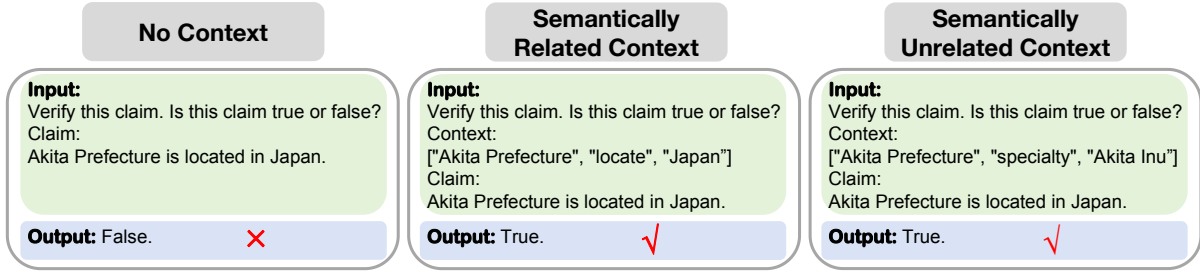 No Context
Input:
Verify this claim. Is this claim true or false?
Claim:
Akita Prefecture is located in Japan.
Output: False. ×
Semantically
Related Context
Input:
Verify this claim. Is this claim true or false?
Context:
["Akita Prefecture", "locate", "Japan”]
Claim:
Akita Prefecture is located in Japan.
Output: True. √
Semantically
Unrelated Context
Input:
Verify this claim. Is this claim true or false?
Context:
["Akita Prefecture", "specialty", "Akita Inu”]
Claim:
Akita Prefecture is located in Japan.
Output: True. √